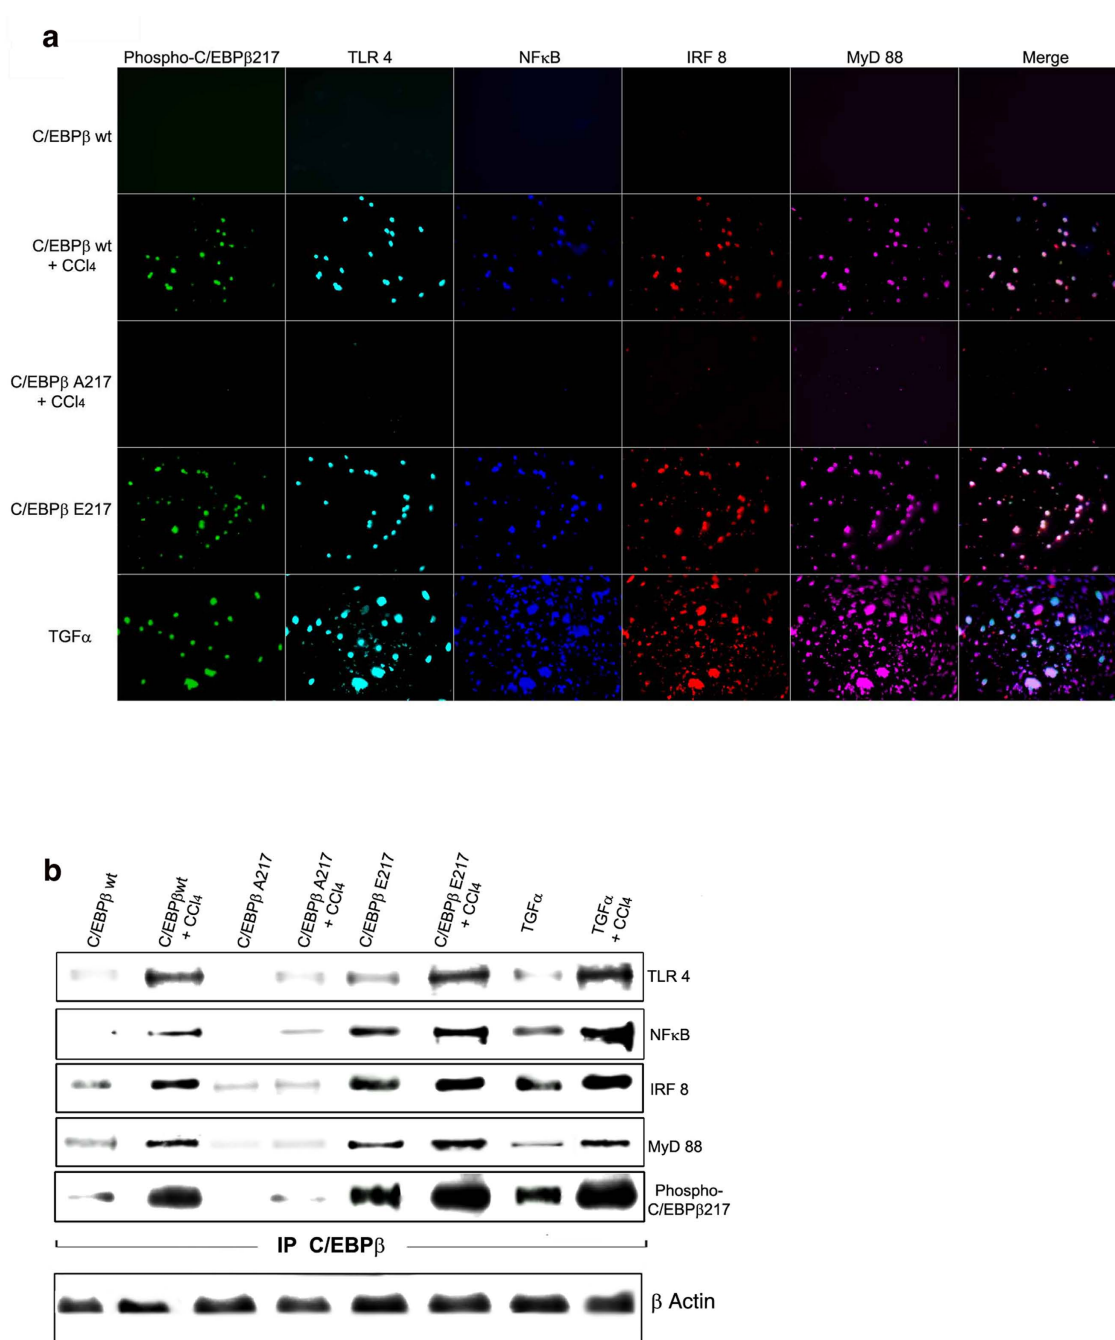 a
Phospho-C/EBPβ217 TLR 4 NFκB IRF 8 MyD 88 Merge
C/EBPβ wt
C/EBPβ wt
+ CCl₄
C/EBPβ A217
+ CCl₄
C/EBPβ E217
TGFα
b
C/EBPβ wt
C/EBPβwt
+ CCl₄
C/EBPβ A217
C/EBPβ A217
+ CCl₄
C/EBPβ E217
C/EBPβ E217
+ CCl₄
TGFα
TGFα
+ CCl₄
TLR 4
NFκB
IRF 8
MyD 88
Phospho-
C/EBPβ217
IP C/EBPβ
β Actin